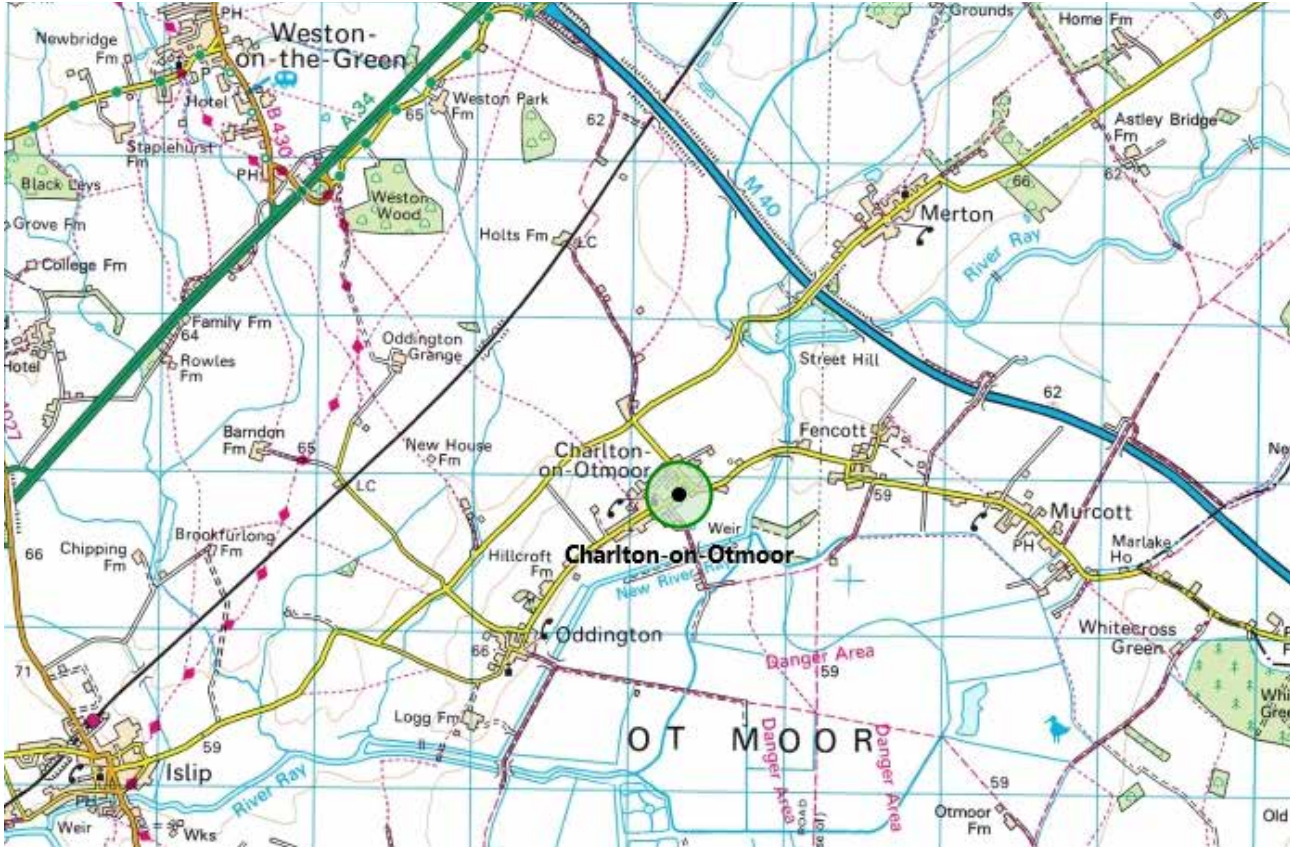 PH
Newbridge
Fm
Weston-
on-the-Green
P
Hotel
B 430
A 34
65
Weston Park
Fm
Staplehurst
Fm
PH
Black Leys
Weston
Wood
Grove Fm
College Fm
Family Fm
64
Rowles
Fm
Hotel
Grounds
Home Fm
62
M 40
Astley Bridge
Fm
62
66
Merton
River Ray
Holts Fm
LC
Oddington
Grange
Street Hill
62
Barndon
Fm
65
New House
Fm
LC
Charlton-
on-Otmoor
Fencott
59
Murcott
PH
Marlake
Ho
Weir
Charlton-on-Otmoor
New River Ray
Hillcroft
Fm
66
Chipping
Fm
Brookfurlong
Fm
Oddington
66
Whitecross
Green
Danger Area
59
71
Logg Fm
59
OT MOOR
Danger Area
Danger Area
Islip
River Ray
PH
Weir
Wks
59
Otmoor
Fm
ROAD
Old